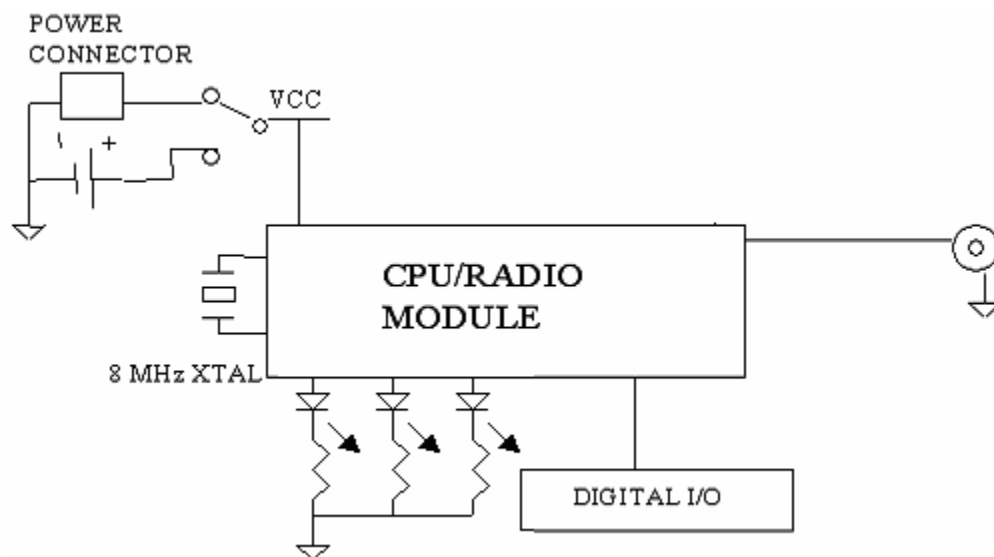 POWER
CONNECTOR
VCC
+
CPU/RADIO
MODULE
8 MHz XTAL
DIGITAL I/O